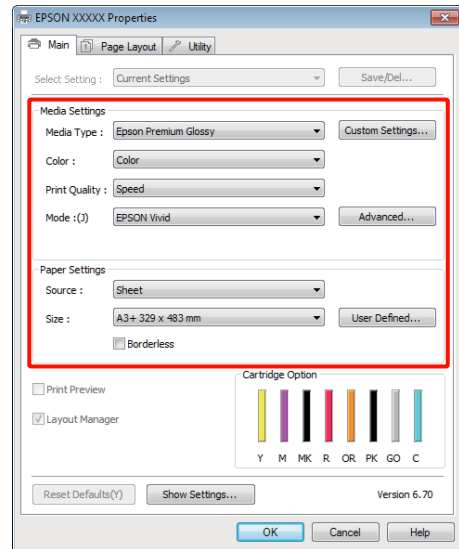 EPSON XXXXX Properties
Main Page Layout Utility
Select Setting : Current Settings Save/Del...
Media Settings
Media Type : Epson Premium Glossy Custom Settings...
Color : Color
Print Quality : Speed
Mode :(J) EPSON Vivid Advanced...
Paper Settings
Source : Sheet
Size : A3+ 329 x 483 mm User Defined...
Borderless
Cartridge Option
Print Preview
Layout Manager
Y M MK R OR PK GO C
Reset Defaults(Y) Show Settings... Version 6.70
OK Cancel Help